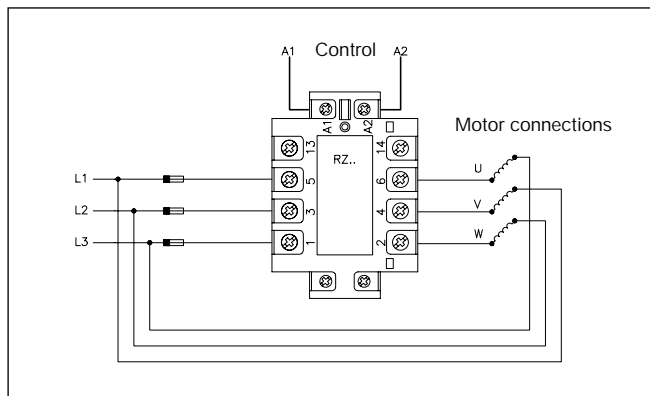 A1 Control A2
A1 A2
Motor connections
13 14
RZ..
L1 5 6 U
L2 3 4 V
L3 1 2 W